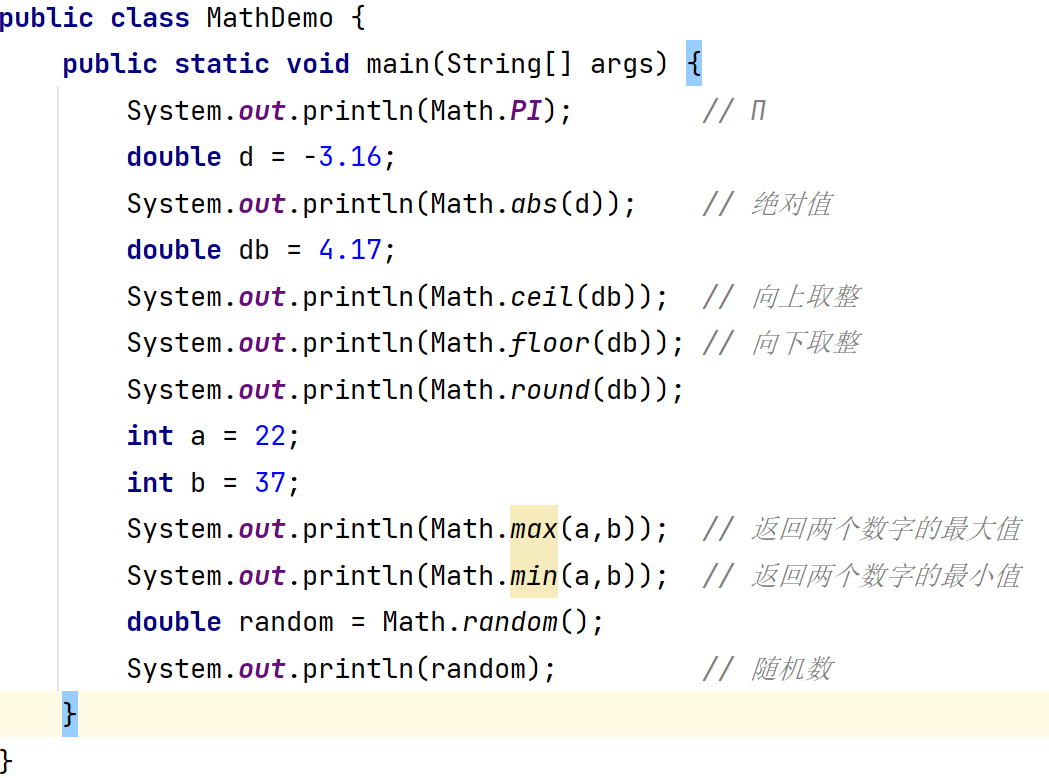 public class MathDemo {
    public static void main(String[] args) {
        System.out.println(Math.PI);        // Π
        double d = -3.16;
        System.out.println(Math.abs(d));    // 绝对值
        double db = 4.17;
        System.out.println(Math.ceil(db));  // 向上取整
        System.out.println(Math.floor(db)); // 向下取整
        System.out.println(Math.round(db));
        int a = 22;
        int b = 37;
        System.out.println(Math.max(a,b));  // 返回两个数字的最大值
        System.out.println(Math.min(a,b));  // 返回两个数字的最小值
        double random = Math.random();
        System.out.println(random);         // 随机数
    }
}